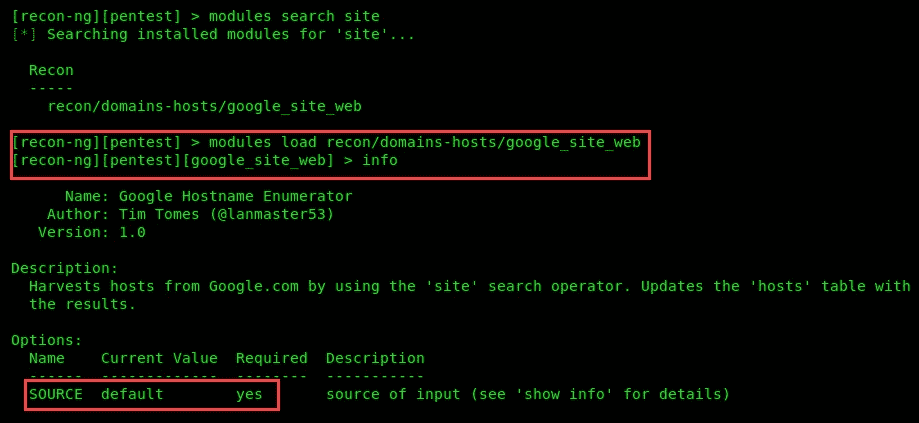 [recon-ng][pentest] > modules search site
[*] Searching installed modules for 'site'...
Recon
-----
recon/domains-hosts/google_site_web
[recon-ng][pentest] > modules load recon/domains-hosts/google_site_web
[recon-ng][pentest][google_site_web] > info
Name: Google Hostname Enumerator
Author: Tim Tomes (@lanmaster53)
Version: 1.0
Description:
Harvests hosts from Google.com by using the 'site' search operator. Updates the 'hosts' table with
the results.
Options:
Name    Current Value  Required  Description
------  -------------  --------  -----------
SOURCE  default        yes       source of input (see 'show info' for details)